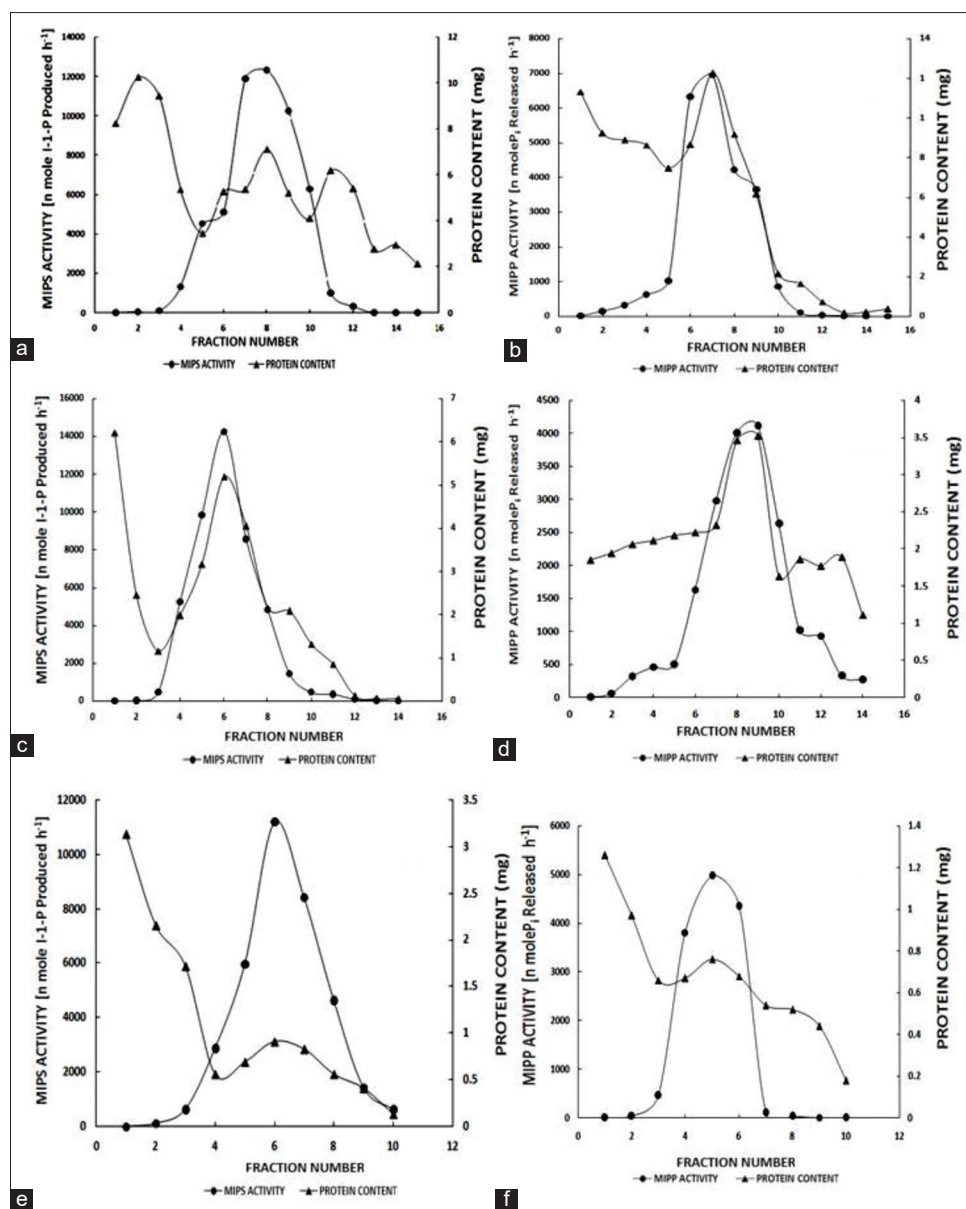 MIPS ACTIVITY [n mole I-1-P Produced h⁻¹]
14000
12000
10000
8000
6000
4000
2000
0
0 2 4 6 8 10 12 14 16
FRACTION NUMBER
12
10
8
6
4
2
0
PROTEIN CONTENT (mg)
MIPS ACTIVITY PROTEIN CONTENT
a
MIPP ACTIVITY [n molePᵢ Released h⁻¹]
8000
7000
6000
5000
4000
3000
2000
1000
0
0 2 4 6 8 10 12 14 16
FRACTION NUMBER
14
1
1
8
6
4
2
0
PROTEIN CONTENT (mg)
MIPP ACTIVITY PROTEIN CONTENT
b
MIPS ACTIVITY [n mole I-1-P Produced h⁻¹]
16000
14000
12000
10000
8000
6000
4000
2000
0
0 2 4 6 8 10 12 14 16
FRACTION NUMBER
7
6
5
4
3
2
1
0
PROTEIN CONTENT (mg)
MIPS ACTIVITY PROTEIN CONTENT
c
MIPP ACTIVITY [n molePᵢ Released h⁻¹]
4500
4000
3500
3000
2500
2000
1500
1000
500
0
0 2 4 6 8 10 12 14 16
FRACTION NUMBER
4
3.5
3
2.5
2
1.5
1
0.5
0
PROTEIN CONTENT (mg)
MIPP ACTIVITY PROTEIN CONTENT
d
MIPS ACTIVITY [n mole I-1-P Produced h⁻¹]
12000
10000
8000
6000
4000
2000
0
0 2 4 6 8 10 12
FRACTION NUMBER
3.5
3
2.5
2
1.5
1
0.5
0
PROTEIN CONTENT (mg)
MIPS ACTIVITY PROTEIN CONTENT
e
MIPP ACTIVITY [n molePᵢ Released h⁻¹]
6000
5000
4000
3000
2000
1000
0
0 2 4 6 8 10 12
FRACTION NUMBER
1.4
1.2
1
0.8
0.6
0.4
0.2
0
PROTEIN CONTENT (mg)
MIPP ACTIVITY PROTEIN CONTENT
f